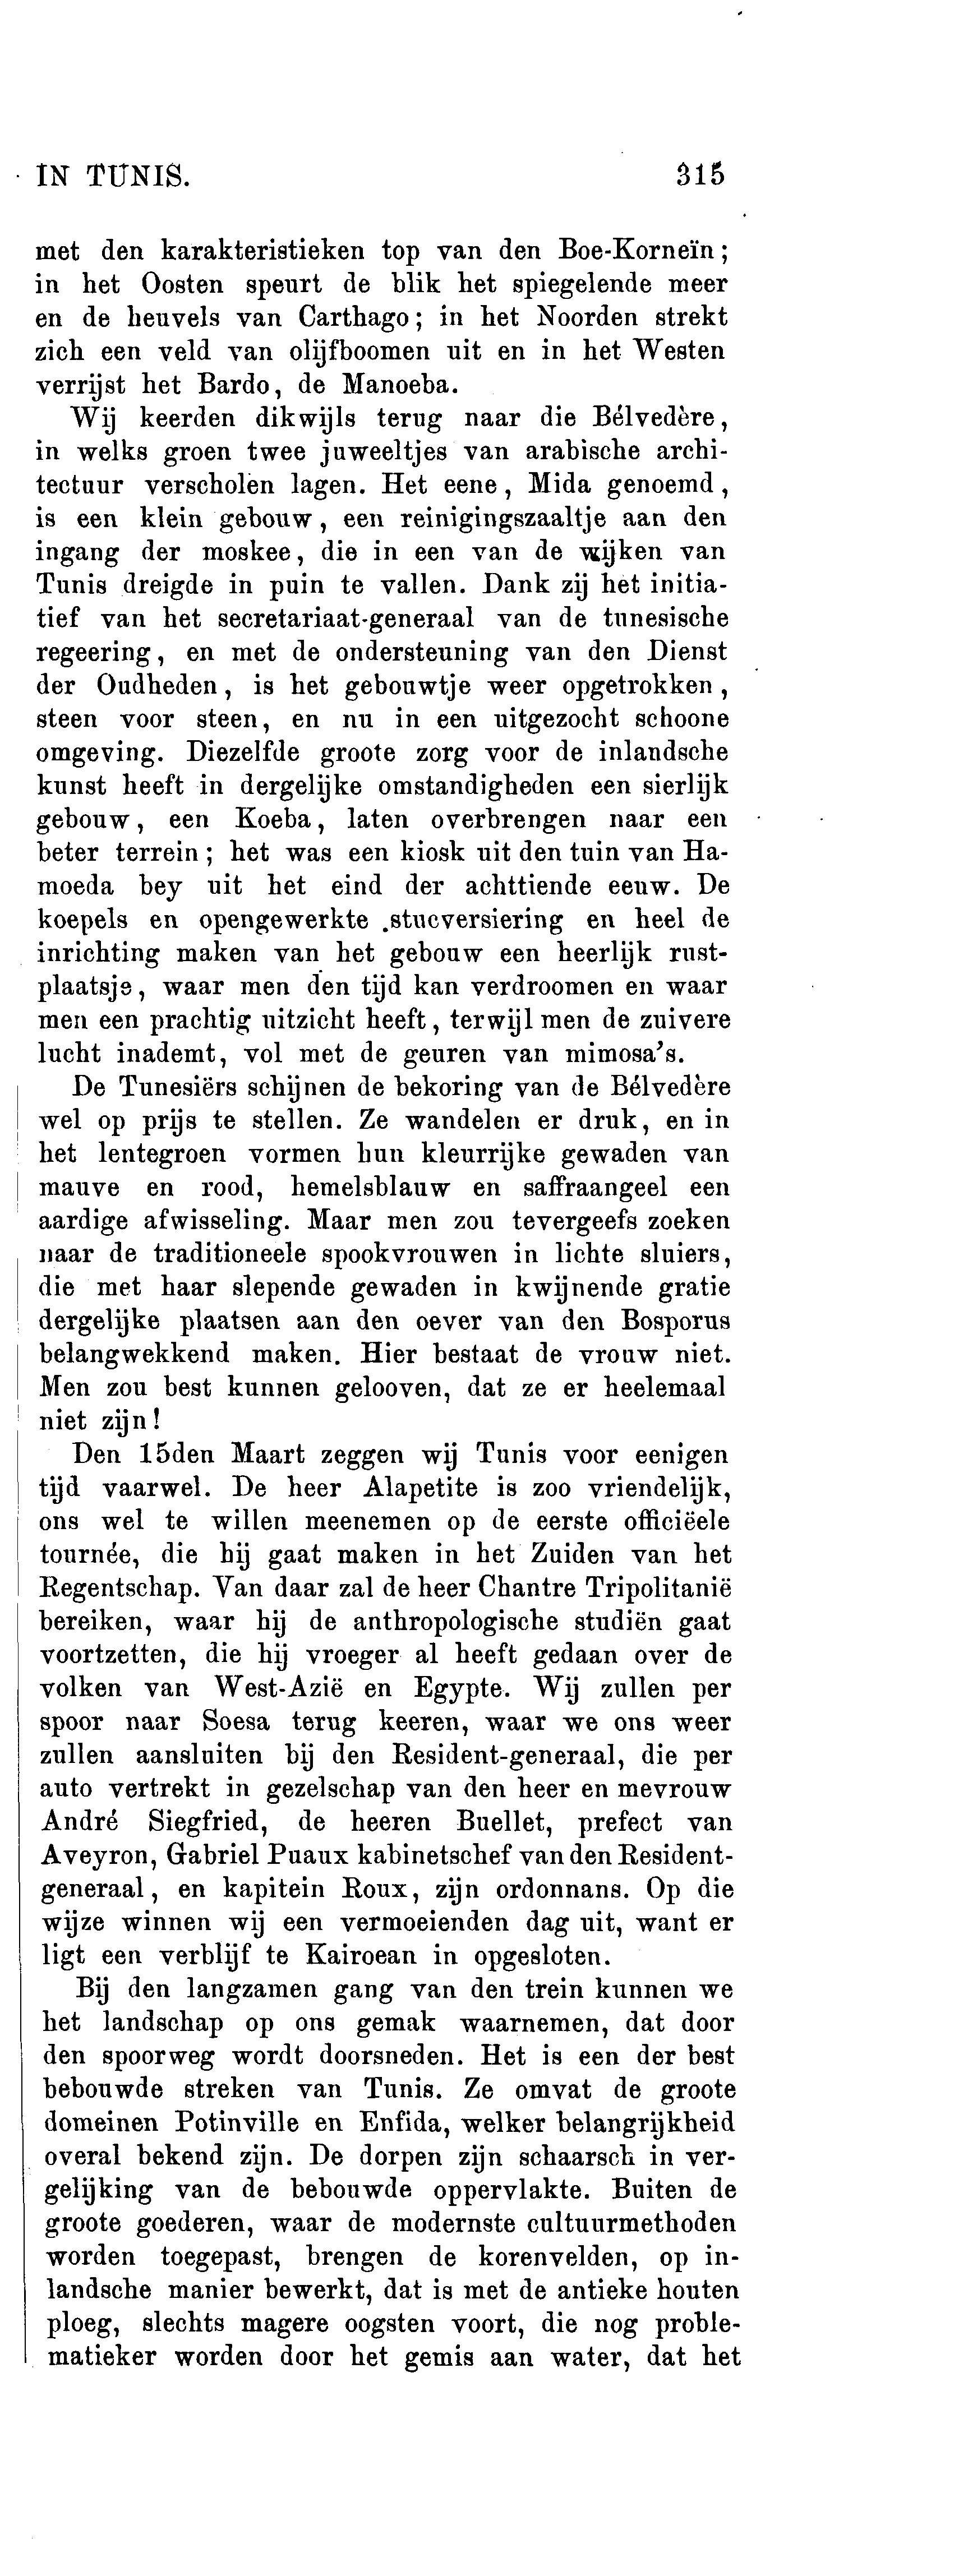 IN TUNIS. 315
met den karakteristieken top van den Boe-Korneïn;
in het Oosten speurt de blik het spiegelende meer
en de heuvels van Carthago; in het Noorden strekt
zich een veld van olijfboomen uit en in het Westen
verrijst het Bardo, de Manoeba.
Wij keerden dikwijls terug naar die Bélvedère,
in welks groen twee juweeltjes van arabische archi-
tectuur verscholen lagen. Het eene, Mida genoemd,
is een klein gebouw, een reinigingszaaltje aan den
ingang der moskee, die in een van de wijken van
Tunis dreigde in puin te vallen. Dank zij het initia-
tief van het secretariaat-generaal van de tunesische
regeering, en met de ondersteuning van den Dienst
der Oudheden, is het gebouwtje weer opgetrokken,
steen voor steen, en nu in een uitgezocht schoone
omgeving. Diezelfde groote zorg voor de inlandsche
kunst heeft in dergelijke omstandigheden een sierlijk
gebouw, een Koeba, laten overbrengen naar een
beter terrein; het was een kiosk uit den tuin van Ha-
moeda bey uit het eind der achttiende eeuw. De
koepels en opengewerkte stucversiering en heel de
inrichting maken van het gebouw een heerlijk rust-
plaatsje, waar men den tijd kan verdroomen en waar
men een prachtig uitzicht heeft, terwijl men de zuivere
lucht inademt, vol met de geuren van mimosa's.
De Tunesiërs schijnen de bekoring van de Bélvedère
wel op prijs te stellen. Ze wandelen er druk, en in
het lentegroen vormen hun kleurrijke gewaden van
mauve en rood, hemelsblauw en saffraangeel een
aardige afwisseling. Maar men zou tevergeefs zoeken
naar de traditioneele spookvrouwen in lichte sluiers,
die met haar slepende gewaden in kwijnende gratie
dergelijke plaatsen aan den oever van den Bosporus
belangwekkend maken. Hier bestaat de vrouw niet.
Men zou best kunnen gelooven, dat ze er heelemaal
niet zijn!
Den 15den Maart zeggen wij Tunis voor eenigen
tijd vaarwel. De heer Alapetite is zoo vriendelijk,
ons wel te willen meenemen op de eerste officiëele
tournée, die hij gaat maken in het Zuiden van het
Regentschap. Van daar zal de heer Chantre Tripolitanië
bereiken, waar hij de anthropologische studiën gaat
voortzetten, die hij vroeger al heeft gedaan over de
volken van West-Azië en Egypte. Wij zullen per
spoor naar Soesa terug keeren, waar we ons weer
zullen aansluiten bij den Resident-generaal, die per
auto vertrekt in gezelschap van den heer en mevrouw
André Siegfried, de heeren Buellet, prefect van
Aveyron, Gabriel Puaux kabinetschef van den Resident-
generaal, en kapitein Roux, zijn ordonnans. Op die
wijze winnen wij een vermoeienden dag uit, want er
ligt een verblijf te Kairoean in opgesloten.
Bij den langzamen gang van den trein kunnen we
het landschap op ons gemak waarnemen, dat door
den spoorweg wordt doorsneden. Het is een der best
bebouwde streken van Tunis. Ze omvat de groote
domeinen Potinville en Enfida, welker belangrijkheid
overal bekend zijn. De dorpen zijn schaarsch in ver-
gelijking van de bebouwde oppervlakte. Buiten de
groote goederen, waar de modernste cultuurmethoden
worden toegepast, brengen de korenvelden, op in-
landsche manier bewerkt, dat is met de antieke houten
ploeg, slechts magere oogsten voort, die nog proble-
matieker worden door het gemis aan water, dat het